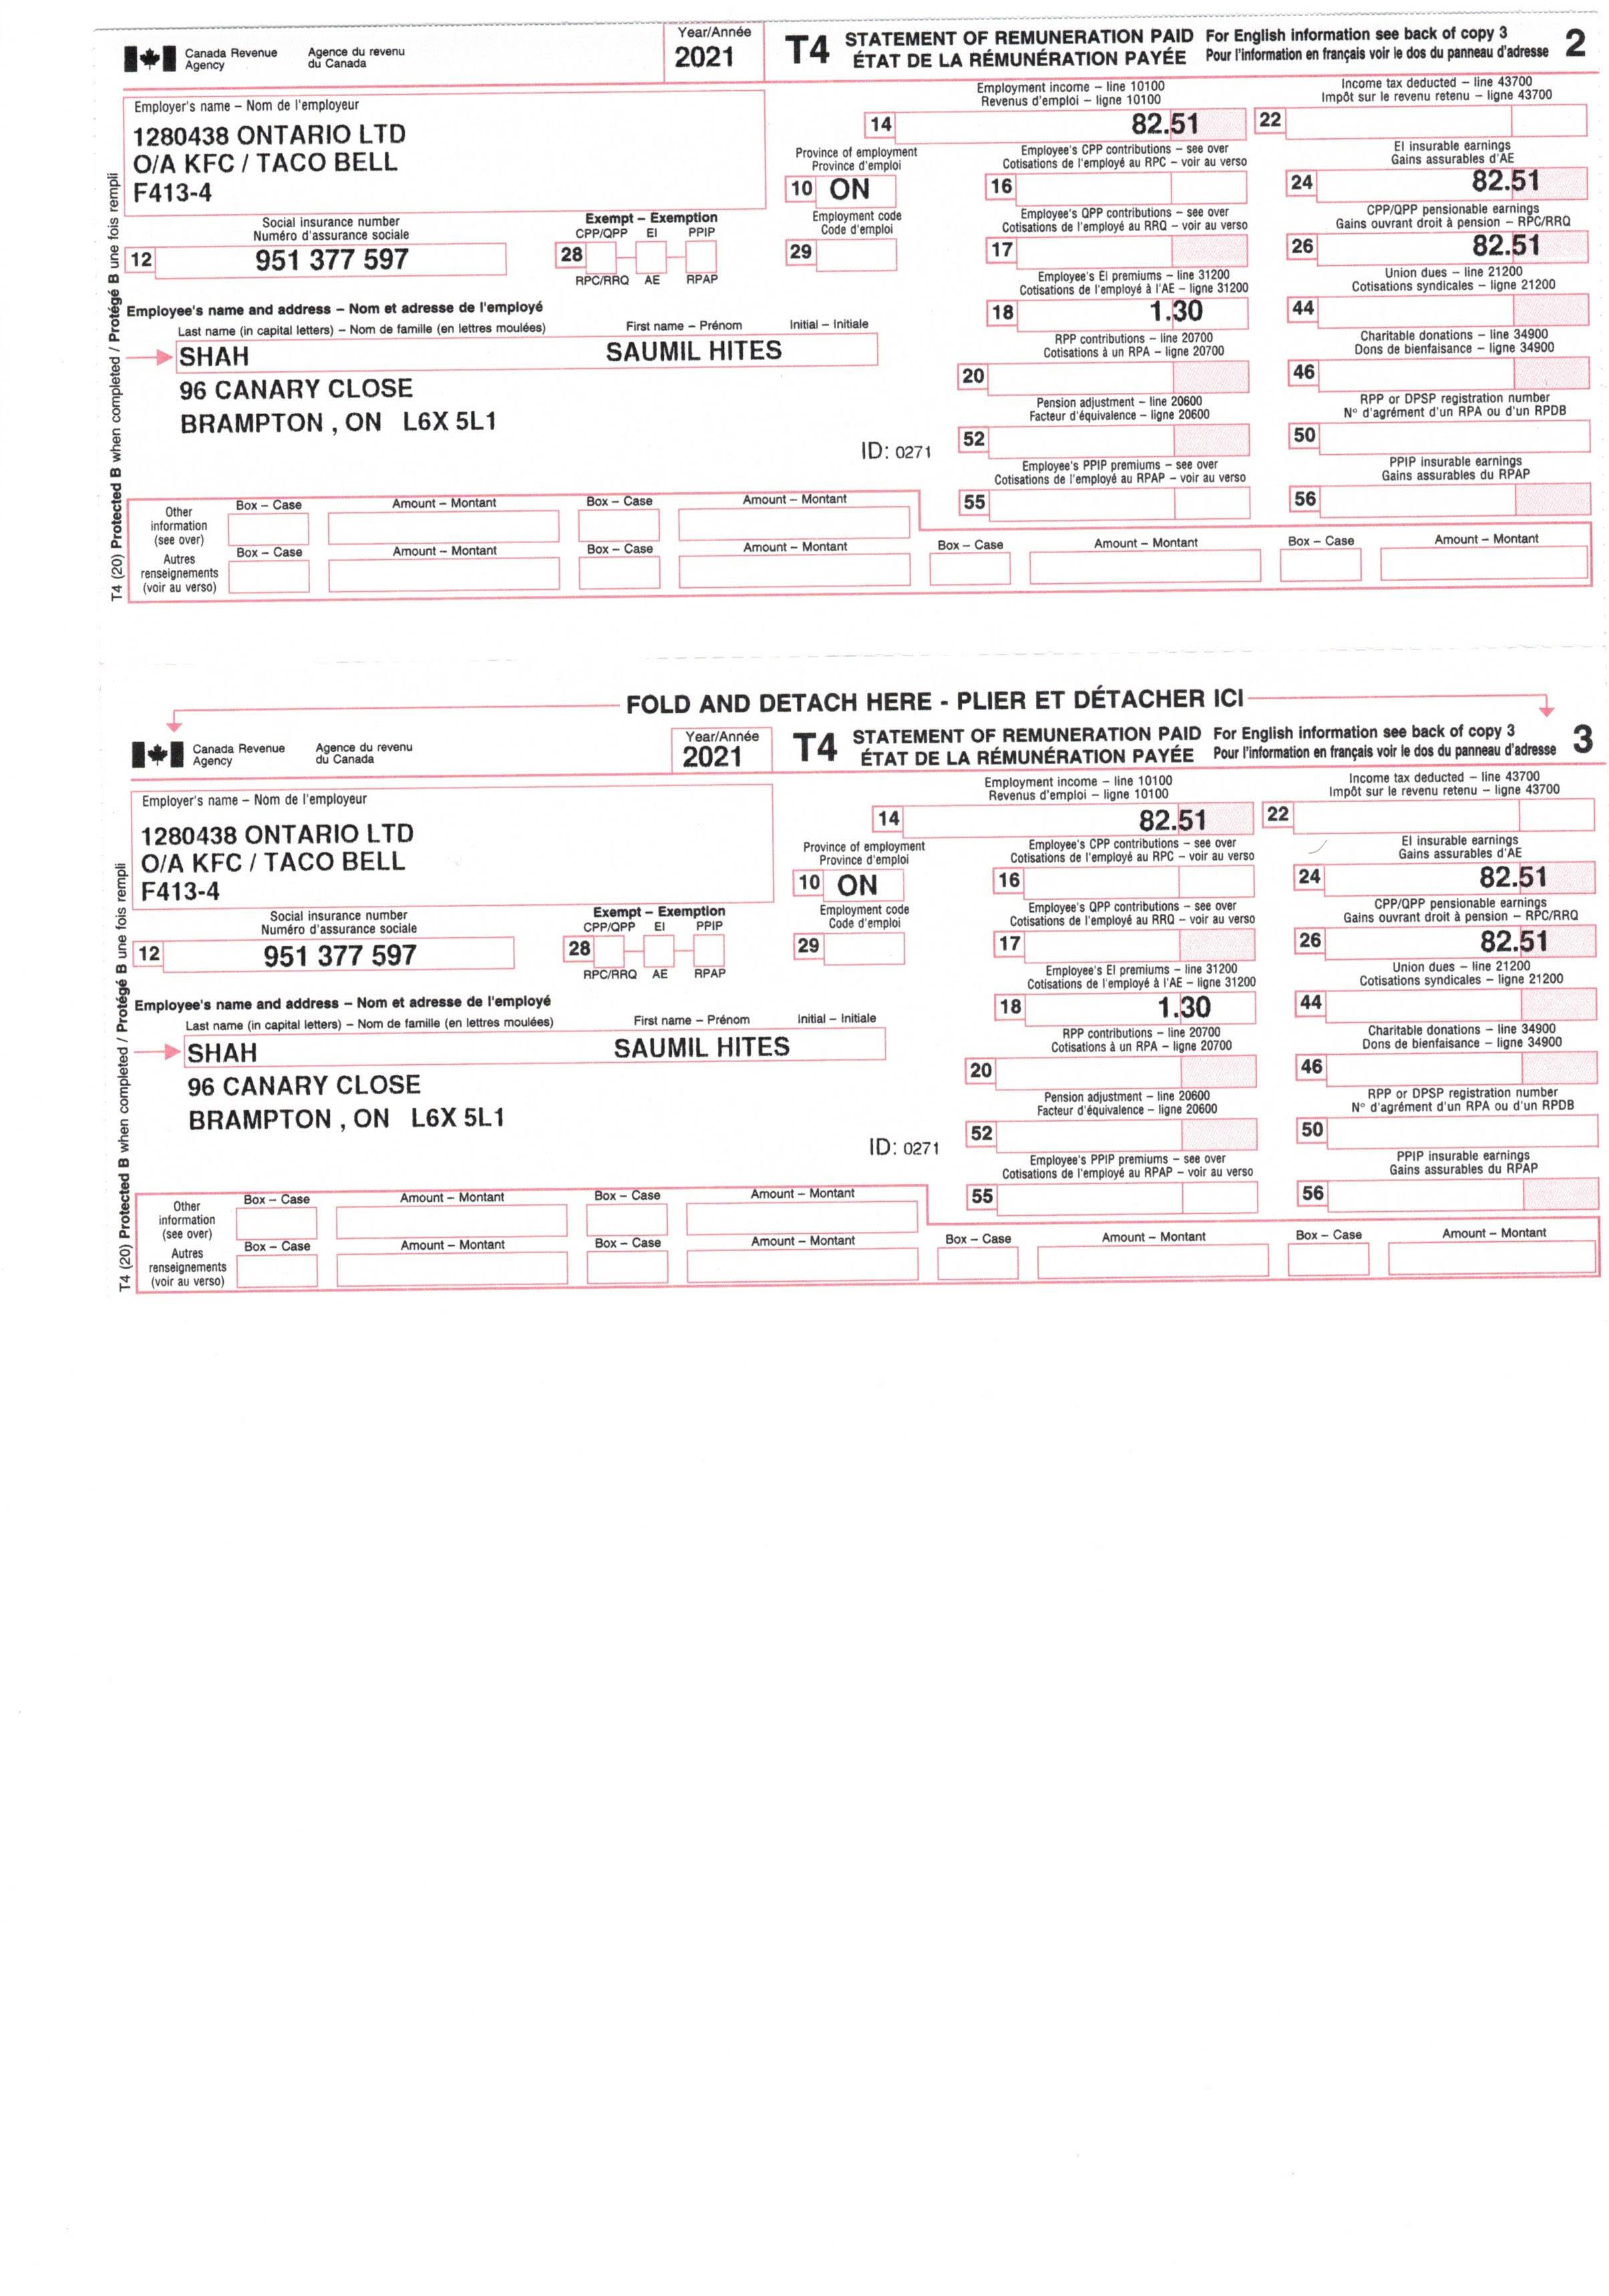 Canada Revenue Agency
Agence du revenu du Canada
Year/Année
2021
T4
STATEMENT OF REMUNERATION PAID
ÉTAT DE LA RÉMUNÉRATION PAYÉE
For English information see back of copy 3
Pour l'information en français voir le dos du panneau d'adresse
2
Employer's name – Nom de l'employeur
1280438 ONTARIO LTD
O/A KFC / TACO BELL
F413-4
Employment income – line 10100
Revenus d'emploi – ligne 10100
14 82.51
Income tax deducted – line 43700
Impôt sur le revenu retenu – ligne 43700
22
Province of employment
Province d'emploi
10 ON
Employee's CPP contributions – see over
Cotisations de l'employé au RPC – voir au verso
16
EI insurable earnings
Gains assurables d'AE
24 82.51
Social insurance number
Numéro d'assurance sociale
12 951 377 597
Exempt – Exemption
CPP/QPP EI PPIP
28
RPC/RRQ AE RPAP
Employment code
Code d'emploi
29
Employee's QPP contributions – see over
Cotisations de l'employé au RRQ – voir au verso
17
CPP/QPP pensionable earnings
Gains ouvrant droit à pension – RPC/RRQ
26 82.51
Employee's EI premiums – line 31200
Cotisations de l'employé à l'AE – ligne 31200
18 1.30
Union dues – line 21200
Cotisations syndicales – ligne 21200
44
Employee's name and address – Nom et adresse de l'employé
Last name (in capital letters) – Nom de famille (en lettres moulées)
First name – Prénom
Initial – Initiale
SHAH SAUMIL HITES
96 CANARY CLOSE
BRAMPTON , ON L6X 5L1
ID: 0271
RPP contributions – line 20700
Cotisations à un RPA – ligne 20700
20
Charitable donations – line 34900
Dons de bienfaisance – ligne 34900
46
Pension adjustment – line 20600
Facteur d'équivalence – ligne 20600
52
RPP or DPSP registration number
N° d'agrément d'un RPA ou d'un RPDB
50
Employee's PPIP premiums – see over
Cotisations de l'employé au RPAP – voir au verso
55
PPIP insurable earnings
Gains assurables du RPAP
56
Other information (see over)
Autres renseignements (voir au verso)
Box – Case Amount – Montant Box – Case Amount – Montant
Box – Case Amount – Montant Box – Case Amount – Montant Box – Case Amount – Montant Box – Case Amount – Montant
T4 (20) Protected B when completed / Protégé B une fois rempli
FOLD AND DETACH HERE - PLIER ET DÉTACHER ICI
Canada Revenue Agency
Agence du revenu du Canada
Year/Année
2021
T4
STATEMENT OF REMUNERATION PAID
ÉTAT DE LA RÉMUNÉRATION PAYÉE
For English information see back of copy 3
Pour l'information en français voir le dos du panneau d'adresse
3
Employer's name – Nom de l'employeur
1280438 ONTARIO LTD
O/A KFC / TACO BELL
F413-4
Employment income – line 10100
Revenus d'emploi – ligne 10100
14 82.51
Income tax deducted – line 43700
Impôt sur le revenu retenu – ligne 43700
22
Province of employment
Province d'emploi
10 ON
Employee's CPP contributions – see over
Cotisations de l'employé au RPC – voir au verso
16
EI insurable earnings
Gains assurables d'AE
24 82.51
Social insurance number
Numéro d'assurance sociale
12 951 377 597
Exempt – Exemption
CPP/QPP EI PPIP
28
RPC/RRQ AE RPAP
Employment code
Code d'emploi
29
Employee's QPP contributions – see over
Cotisations de l'employé au RRQ – voir au verso
17
CPP/QPP pensionable earnings
Gains ouvrant droit à pension – RPC/RRQ
26 82.51
Employee's EI premiums – line 31200
Cotisations de l'employé à l'AE – ligne 31200
18 1.30
Union dues – line 21200
Cotisations syndicales – ligne 21200
44
Employee's name and address – Nom et adresse de l'employé
Last name (in capital letters) – Nom de famille (en lettres moulées)
First name – Prénom
Initial – Initiale
SHAH SAUMIL HITES
96 CANARY CLOSE
BRAMPTON , ON L6X 5L1
ID: 0271
RPP contributions – line 20700
Cotisations à un RPA – ligne 20700
20
Charitable donations – line 34900
Dons de bienfaisance – ligne 34900
46
Pension adjustment – line 20600
Facteur d'équivalence – ligne 20600
52
RPP or DPSP registration number
N° d'agrément d'un RPA ou d'un RPDB
50
Employee's PPIP premiums – see over
Cotisations de l'employé au RPAP – voir au verso
55
PPIP insurable earnings
Gains assurables du RPAP
56
Other information (see over)
Autres renseignements (voir au verso)
Box – Case Amount – Montant Box – Case Amount – Montant
Box – Case Amount – Montant Box – Case Amount – Montant Box – Case Amount – Montant Box – Case Amount – Montant
T4 (20) Protected B when completed / Protégé B une fois rempli